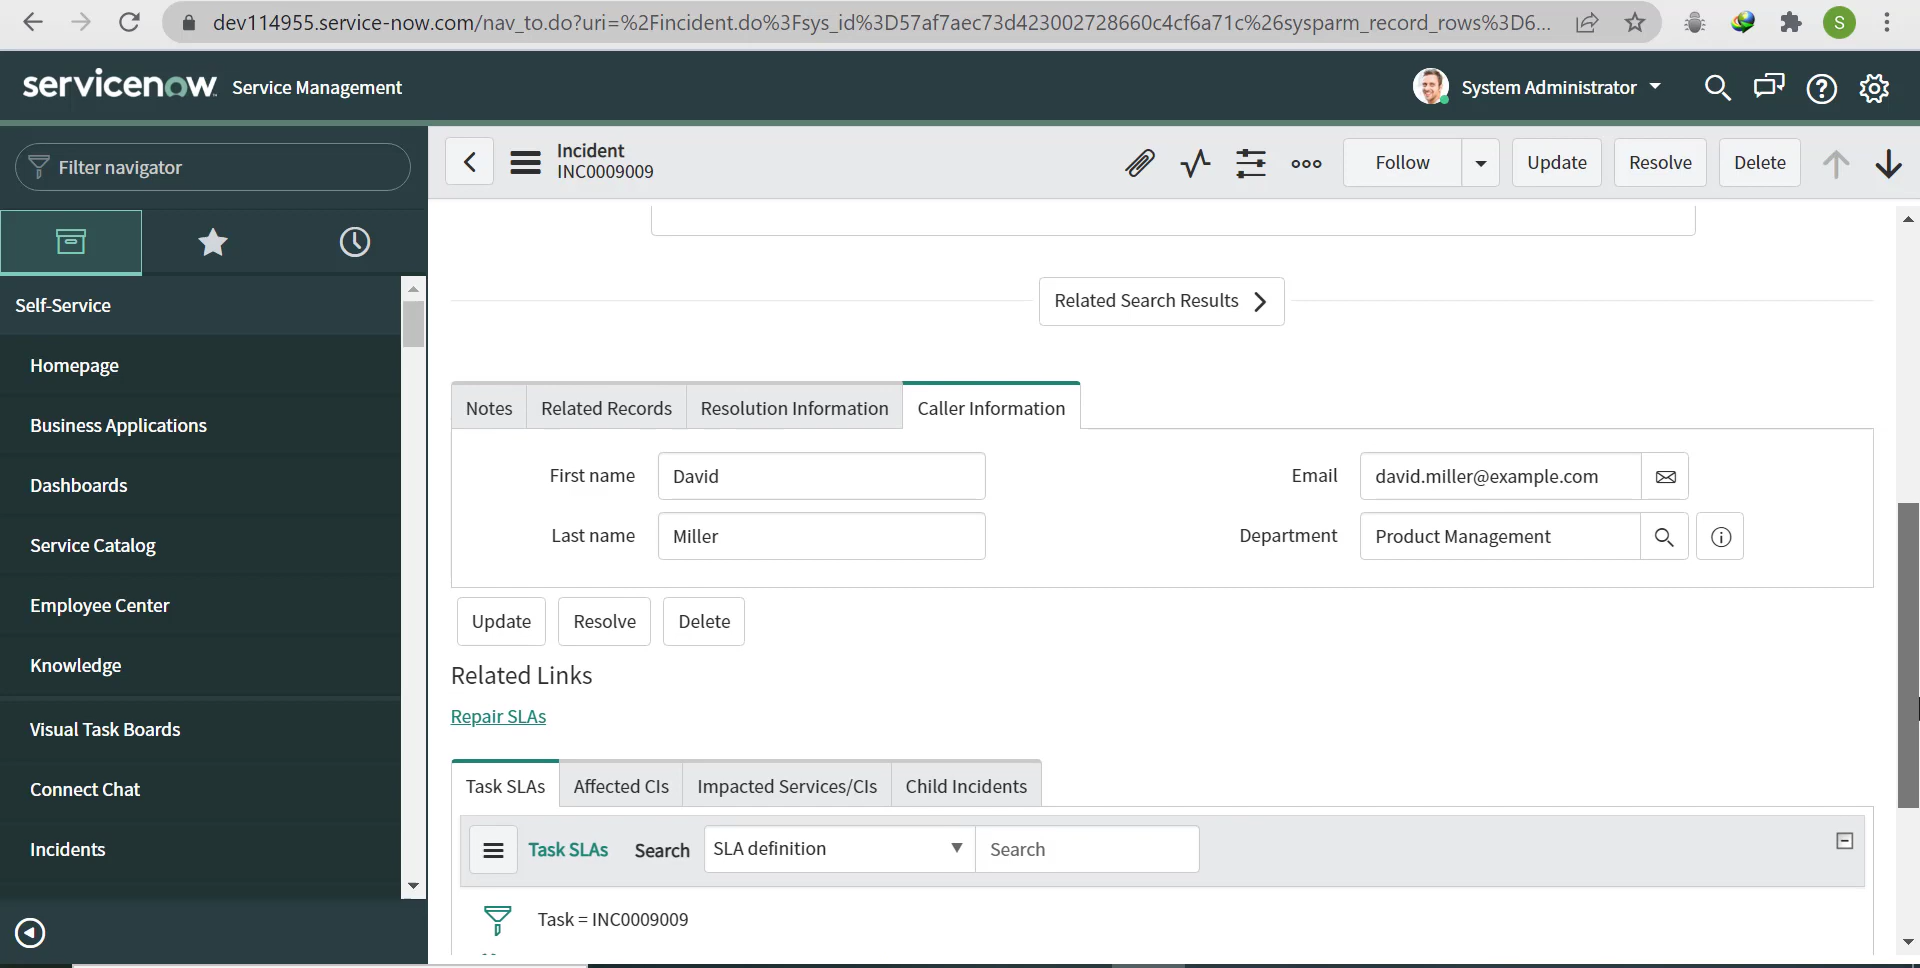 dev114955.service-now.com/nav_to.do?uri=%2Fincident.do%3Fsys_id%3D57af7aec73d423002728660c4cf6a71c%26sysparm_record_rows%3D6...
S
servicenow Service Management
System Administrator
Filter navigator
Self-Service
Homepage
Business Applications
Dashboards
Service Catalog
Employee Center
Knowledge
Visual Task Boards
Connect Chat
Incidents
Incident
INC0009009
Follow Update Resolve Delete
Related Search Results
Notes Related Records Resolution Information Caller Information
First name David Email david.miller@example.com
Last name Miller Department Product Management
Update Resolve Delete
Related Links
Repair SLAs
Task SLAs Affected CIs Impacted Services/CIs Child Incidents
Task SLAs Search SLA definition Search
Task = INC0009009